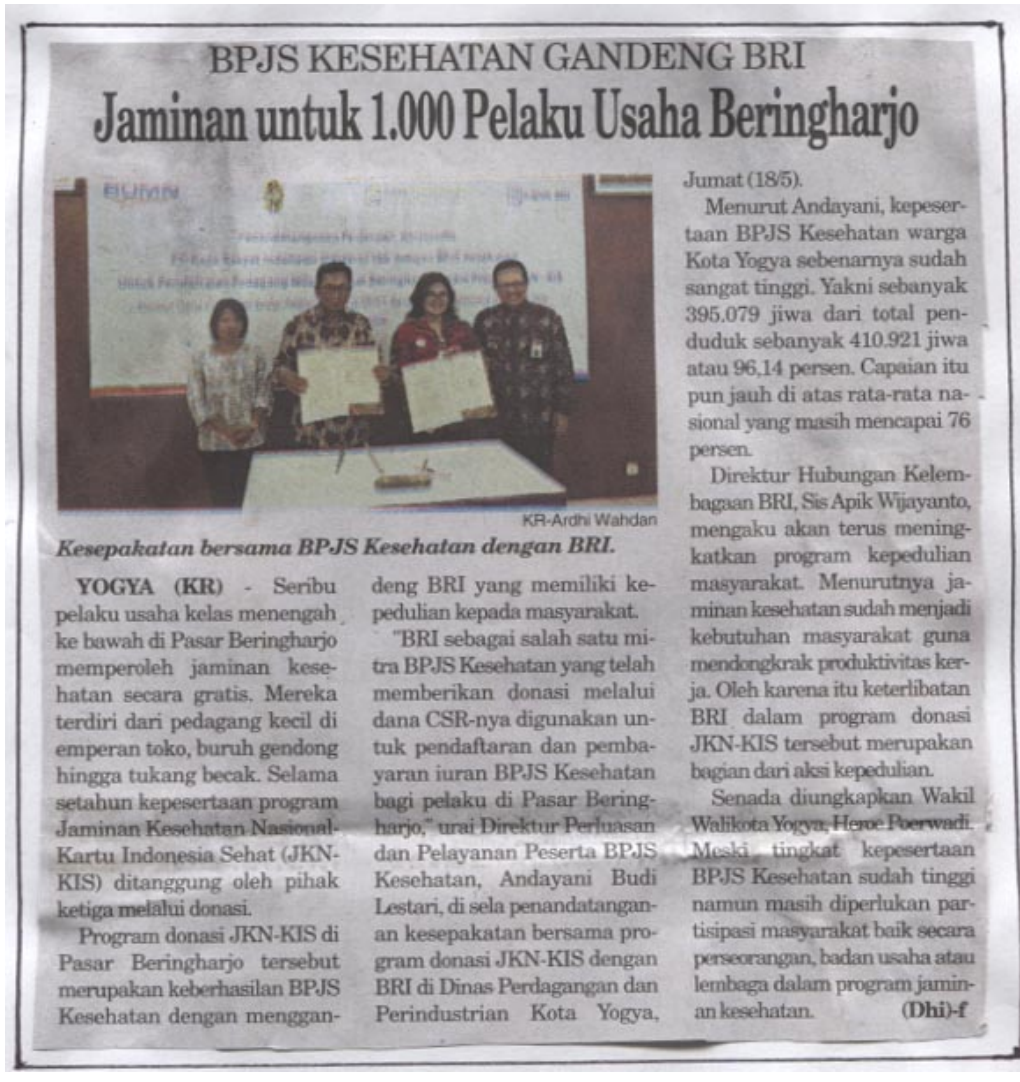 BPJS KESEHATAN GANDENG BRI
Jaminan untuk 1.000 Pelaku Usaha Beringharjo
BUMN
KR-Ardhi Wahdan
Kesepakatan bersama BPJS Kesehatan dengan BRI.
YOGYA (KR) - Seribu
pelaku usaha kelas menengah
ke bawah di Pasar Beringharjo
memperoleh jaminan kese-
hatan secara gratis. Mereka
terdiri dari pedagang kecil di
emperan toko, buruh gendong
hingga tukang becak. Selama
setahun kepesertaan program
Jaminan Kesehatan Nasional-
Kartu Indonesia Sehat (JKN-
KIS) ditanggung oleh pihak
ketiga melalui donasi.
Program donasi JKN-KIS di
Pasar Beringharjo tersebut
merupakan keberhasilan BPJS
Kesehatan dengan menggan-
deng BRI yang memiliki ke-
pedulian kepada masyarakat.
"BRI sebagai salah satu mi-
tra BPJS Kesehatan yang telah
memberikan donasi melalui
dana CSR-nya digunakan un-
tuk pendaftaran dan pemba-
yaran iuran BPJS Kesehatan
bagi pelaku di Pasar Bering-
harjo," urai Direktur Perluasan
dan Pelayanan Peserta BPJS
Kesehatan, Andayani Budi
Lestari, di sela penandatangan-
an kesepakatan bersama pro-
gram donasi JKN-KIS dengan
BRI di Dinas Perdagangan dan
Perindustrian Kota Yogya,
Jumat (18/5).
Menurut Andayani, kepeser-
taan BPJS Kesehatan warga
Kota Yogya sebenarnya sudah
sangat tinggi. Yakni sebanyak
395.079 jiwa dari total pen-
duduk sebanyak 410.921 jiwa
atau 96,14 persen. Capaian itu
pun jauh di atas rata-rata na-
sional yang masih mencapai 76
persen.
Direktur Hubungan Kelem-
bagaan BRI, Sis Apik Wijayanto,
mengaku akan terus mening-
katkan program kepedulian
masyarakat. Menurutnya ja-
minan kesehatan sudah menjadi
kebutuhan masyarakat guna
mendongkrak produktivitas ker-
ja. Oleh karena itu keterlibatan
BRI dalam program donasi
JKN-KIS tersebut merupakan
bagian dari aksi kepedulian.
Senada diungkapkan Wakil
Walikota Yogya, Heroe Poerwadi.
Meski tingkat kepesertaan
BPJS Kesehatan sudah tinggi
namun masih diperlukan par-
tisipasi masyarakat baik secara
perseorangan, badan usaha atau
lembaga dalam program jamin-
an kesehatan. (Dhi)-f